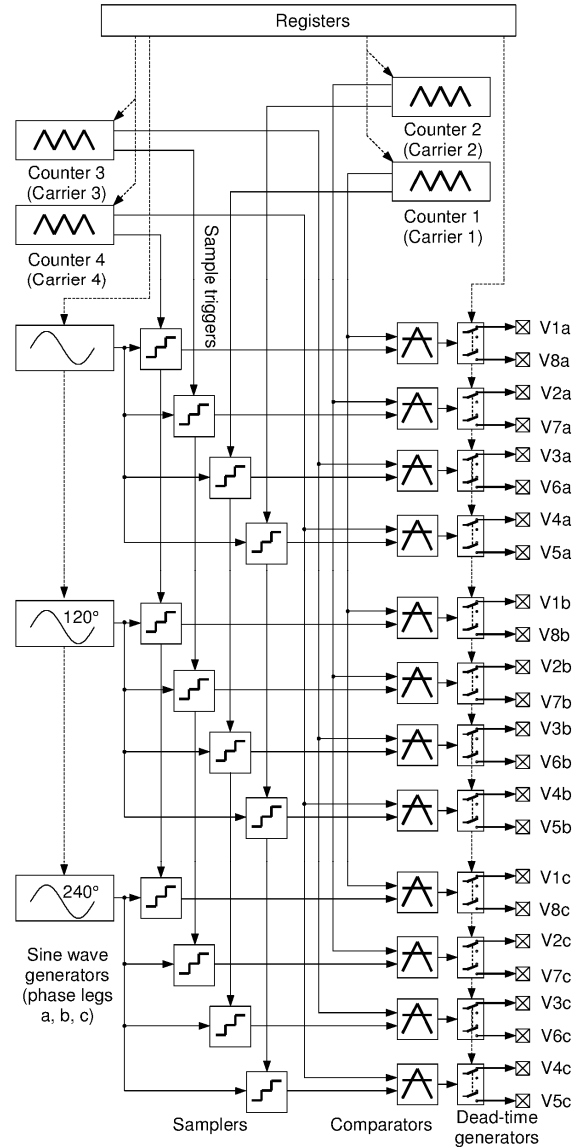 Registers
Counter 2
(Carrier 2)
Counter 3
(Carrier 3)
Counter 1
(Carrier 1)
Counter 4
(Carrier 4)
Sample triggers
V1a
V8a
V2a
V7a
V3a
V6a
V4a
V5a
120°
V1b
V8b
V2b
V7b
V3b
V6b
V4b
V5b
240°
V1c
V8c
V2c
V7c
V3c
V6c
V4c
V5c
Sine wave
generators
(phase legs
a, b, c)
Samplers
Comparators
Dead-time
generators